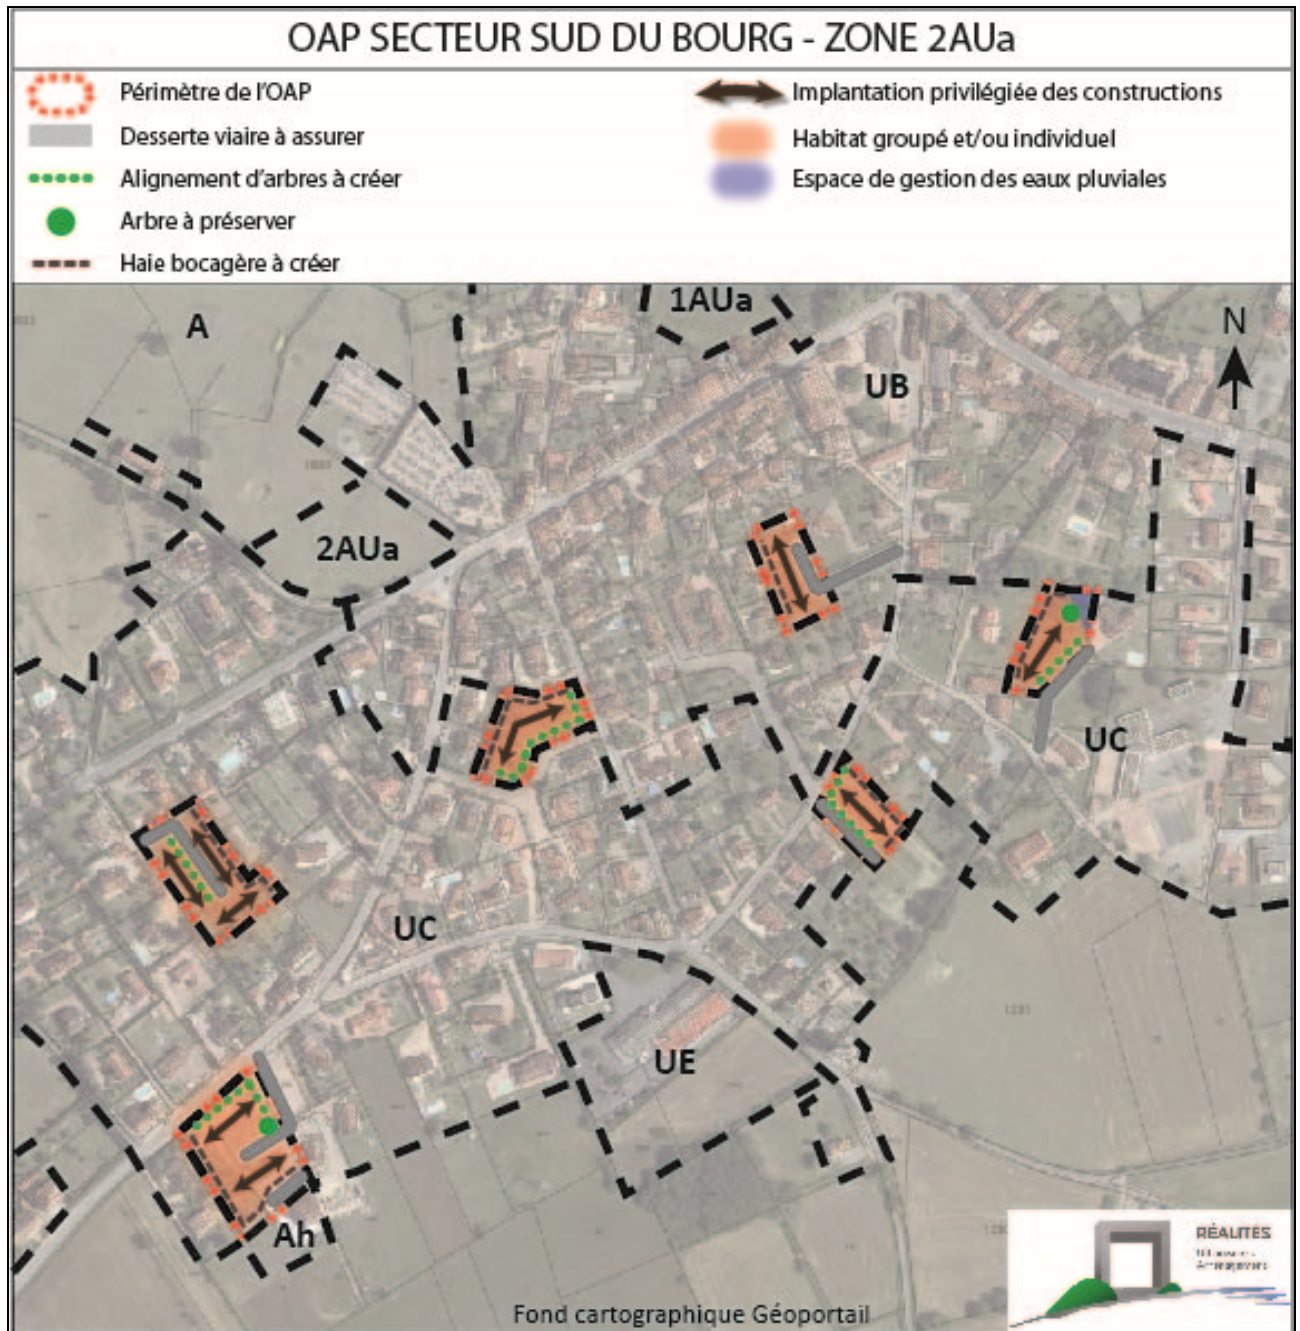 OAP SECTEUR SUD DU BOURG - ZONE 2AUa
Périmètre de l'OAP
Desserte viaire à assurer
Alignement d'arbres à créer
Arbre à préserver
Haie bocagère à créer
Implantation privilégiée des constructions
Habitat groupé et/ou individuel
Espace de gestion des eaux pluviales
1AUa
A
N
UB
2AUa
UC
UC
UE
Ah
RÉALITES
Fond cartographique Géoportail